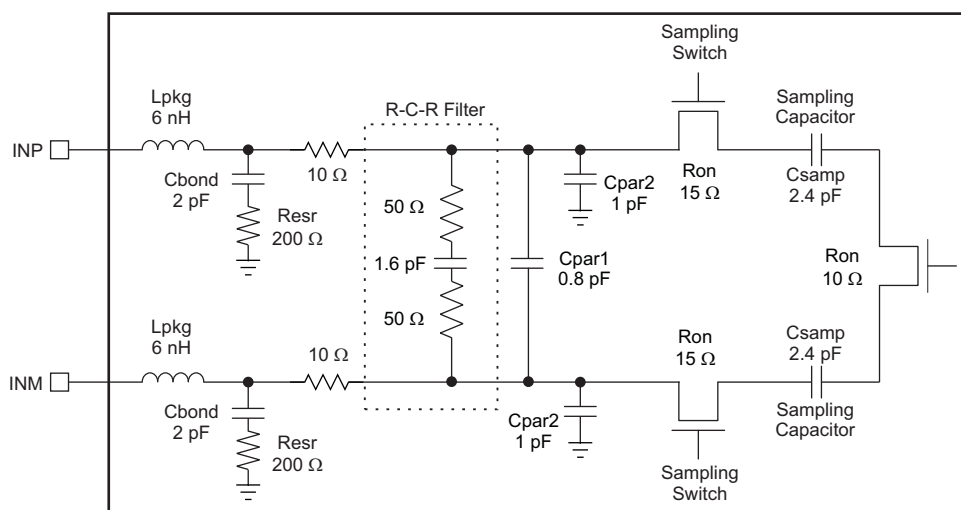 Sampling
Switch
Lpkg
6 nH
R-C-R Filter
Sampling
Capacitor
INP
10 Ω
Cbond
2 pF
Resr
200 Ω
50 Ω
1.6 pF
50 Ω
Cpar1
0.8 pF
Cpar2
1 pF
Ron
15 Ω
Csamp
2.4 pF
Ron
10 Ω
Lpkg
6 nH
10 Ω
Ron
15 Ω
Csamp
2.4 pF
INM
Cbond
2 pF
Resr
200 Ω
Cpar2
1 pF
Sampling
Capacitor
Sampling
Switch